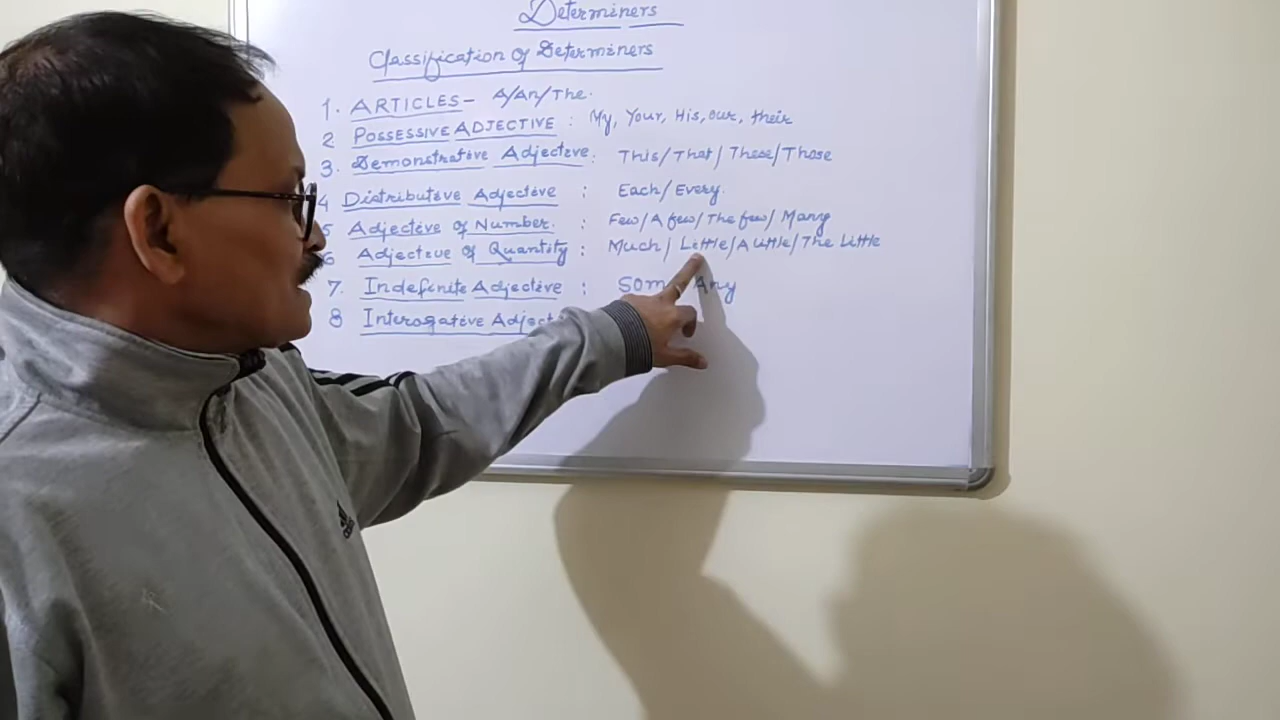 Determiners
Classification of Determiners
1. ARTICLES- A/An/The.
2 POSSESSIVE ADJECTIVE : My, Your, His, our, their
3. Demonstrative Adjective: This/That/These/Those
4 Distributive Adjective : Each/Every.
5 Adjective of Number. : Few/A few/The few/Many
6 Adjective of Quantity : Much/Little/A Little/The Little
7. Indefinite Adjective : Any
8 Interogative